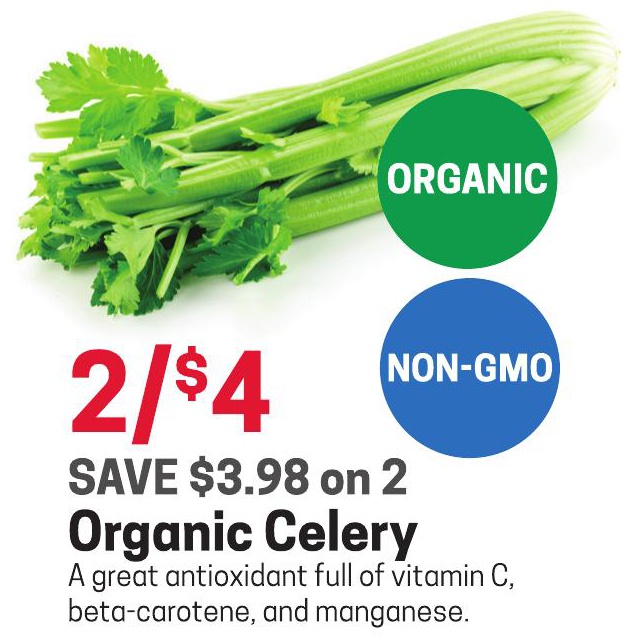 ORGANIC
NON-GMO
2/$4
SAVE $3.98 on 2
Organic Celery
A great antioxidant full of vitamin C,
beta-carotene, and manganese.